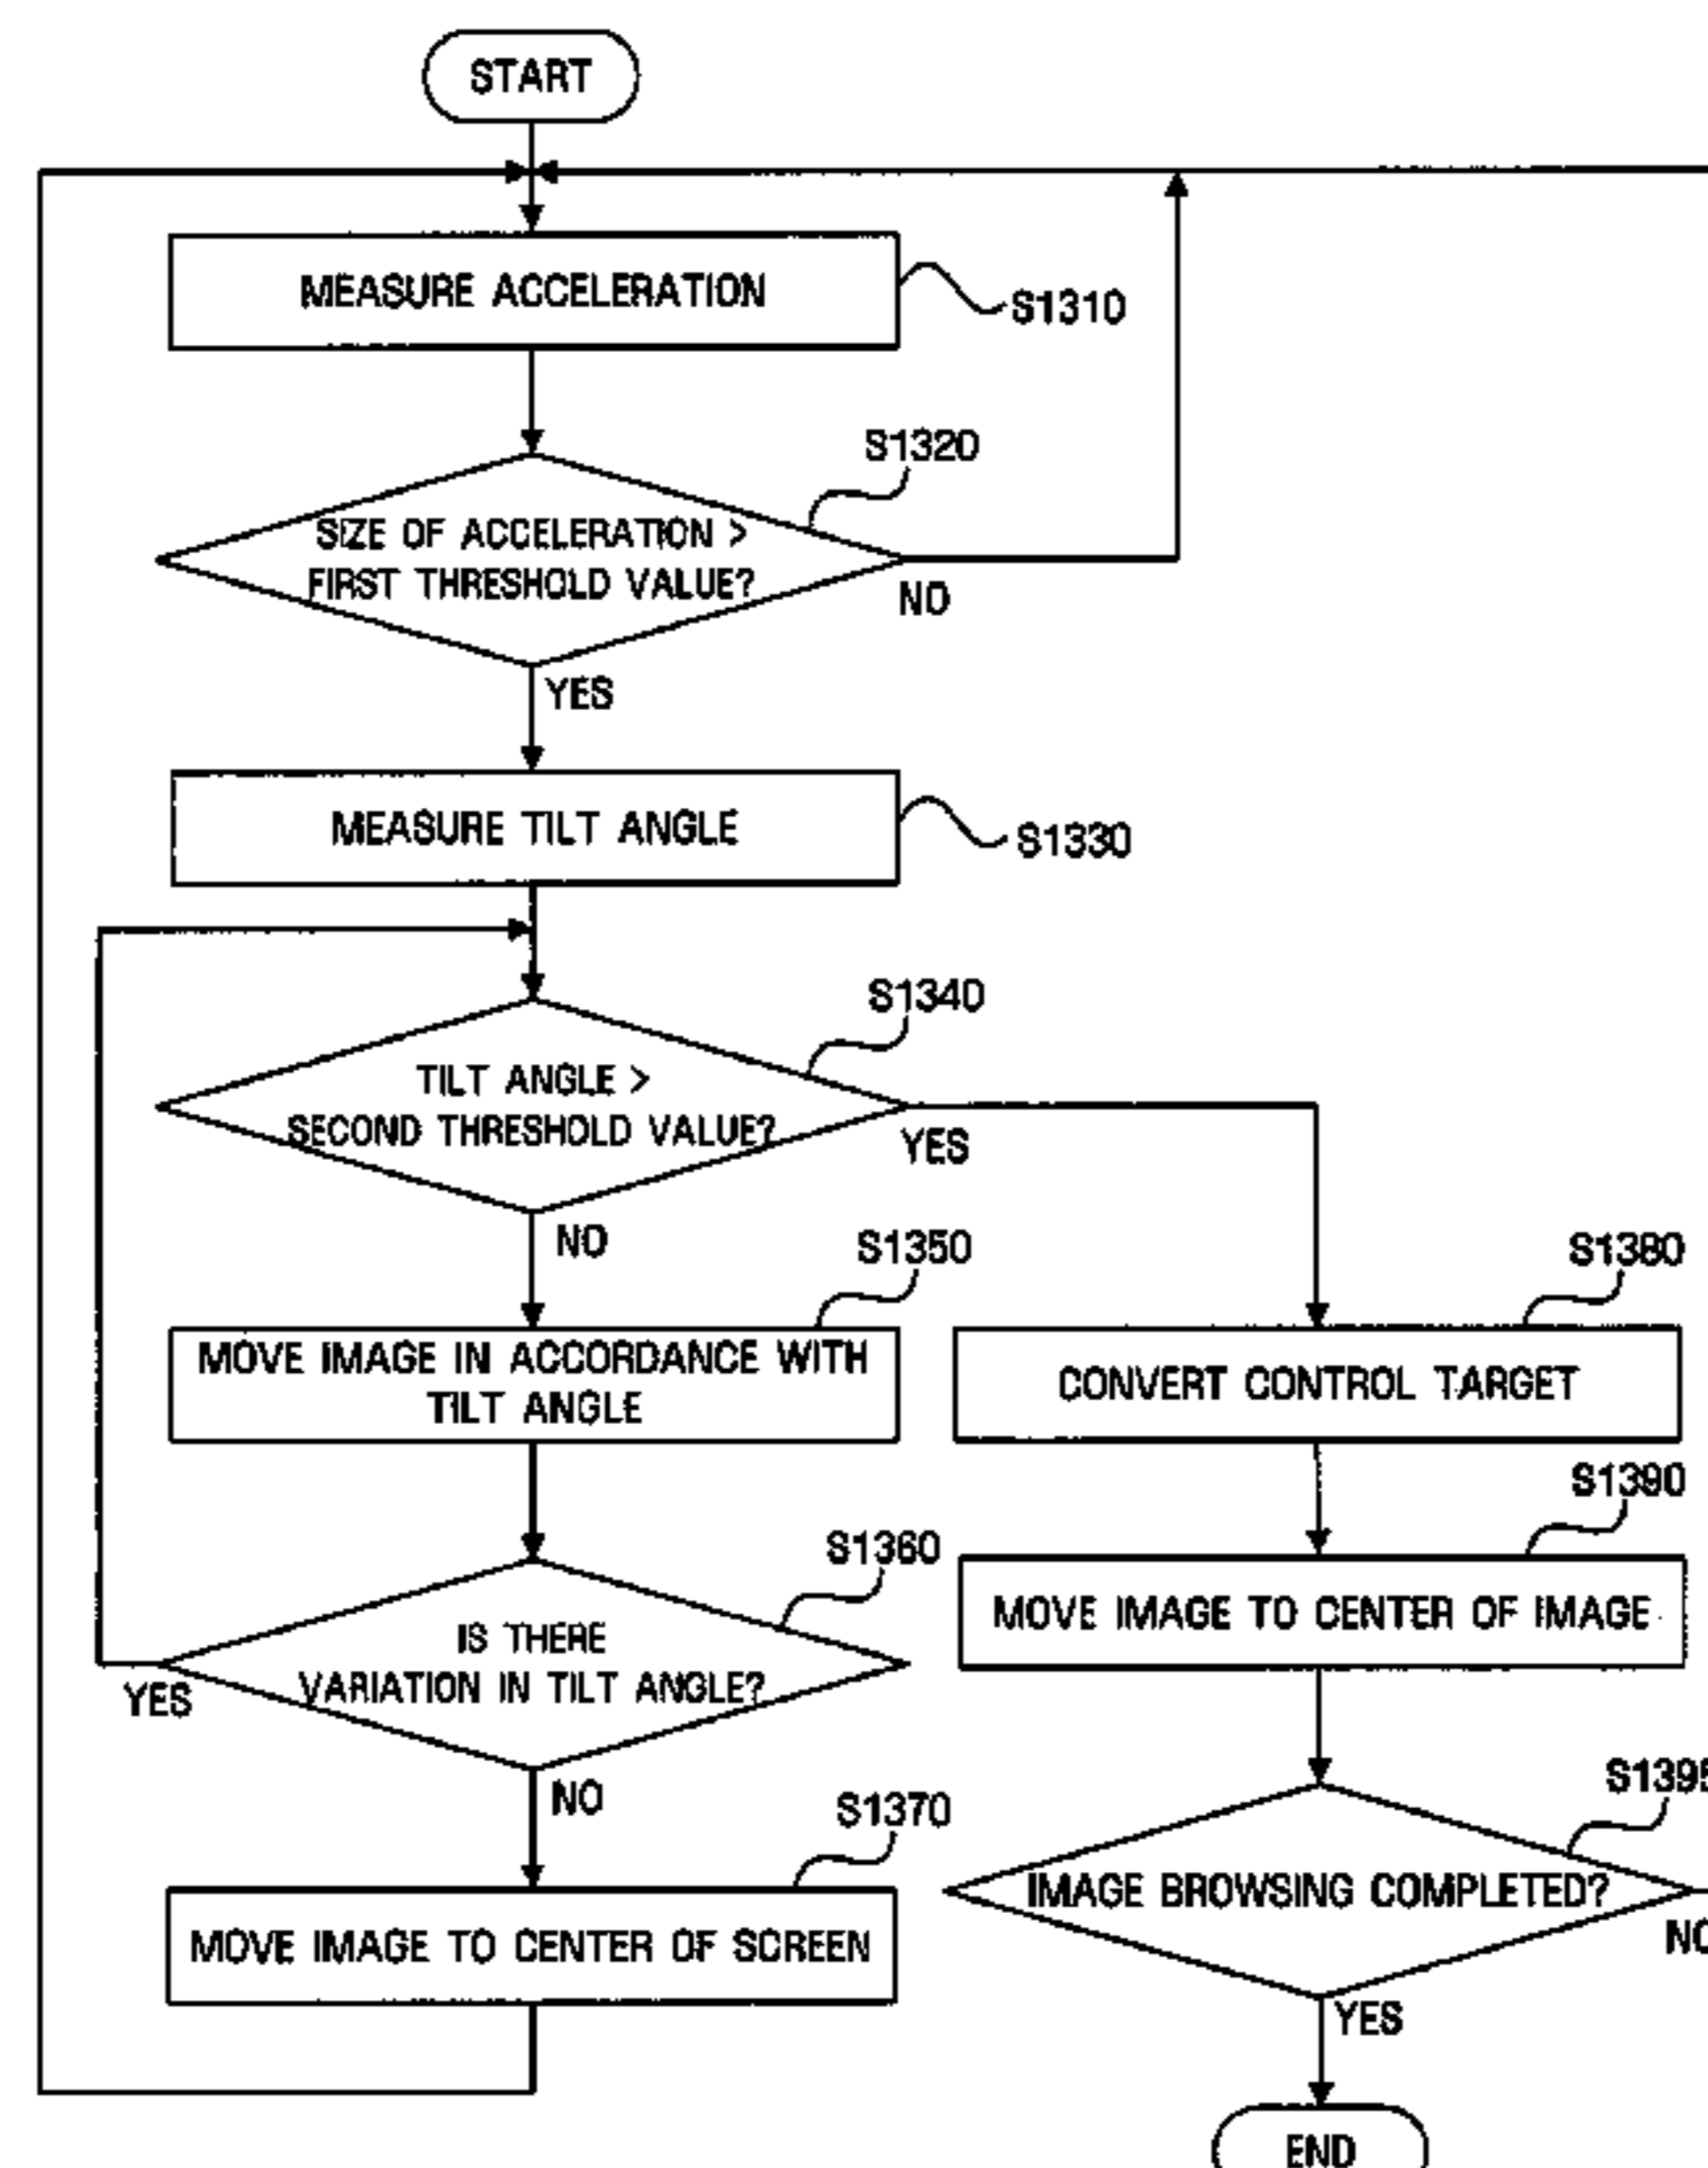 START
MEASURE ACCELERATION
S1310
S1320
SIZE OF ACCELERATION >
FIRST THRESHOLD VALUE?
NO
YES
MEASURE TILT ANGLE
S1330
S1340
TILT ANGLE >
SECOND THRESHOLD VALUE?
YES
NO
S1350
MOVE IMAGE IN ACCORDANCE WITH
TILT ANGLE
S1360
IS THERE
VARIATION IN TILT ANGLE?
YES
NO
S1370
MOVE IMAGE TO CENTER OF SCREEN
S1380
CONVERT CONTROL TARGET
S1390
MOVE IMAGE TO CENTER OF IMAGE
S1395
IMAGE BROWSING COMPLETED?
NO
YES
END